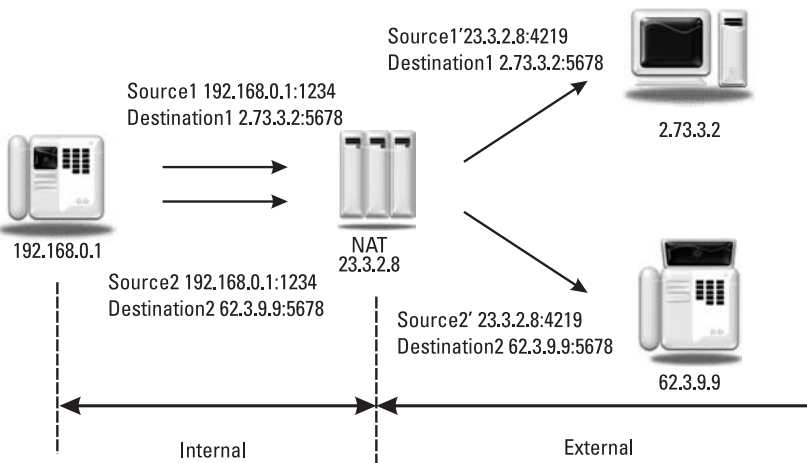 Source1'23.3.2.8:4219
Destination1 2.73.3.2:5678
Source1 192.168.0.1:1234
Destination1 2.73.3.2:5678
2.73.3.2
192.168.0.1
NAT
23.3.2.8
Source2 192.168.0.1:1234
Destination2 62.3.9.9:5678
Source2' 23.3.2.8:4219
Destination2 62.3.9.9:5678
62.3.9.9
Internal
External